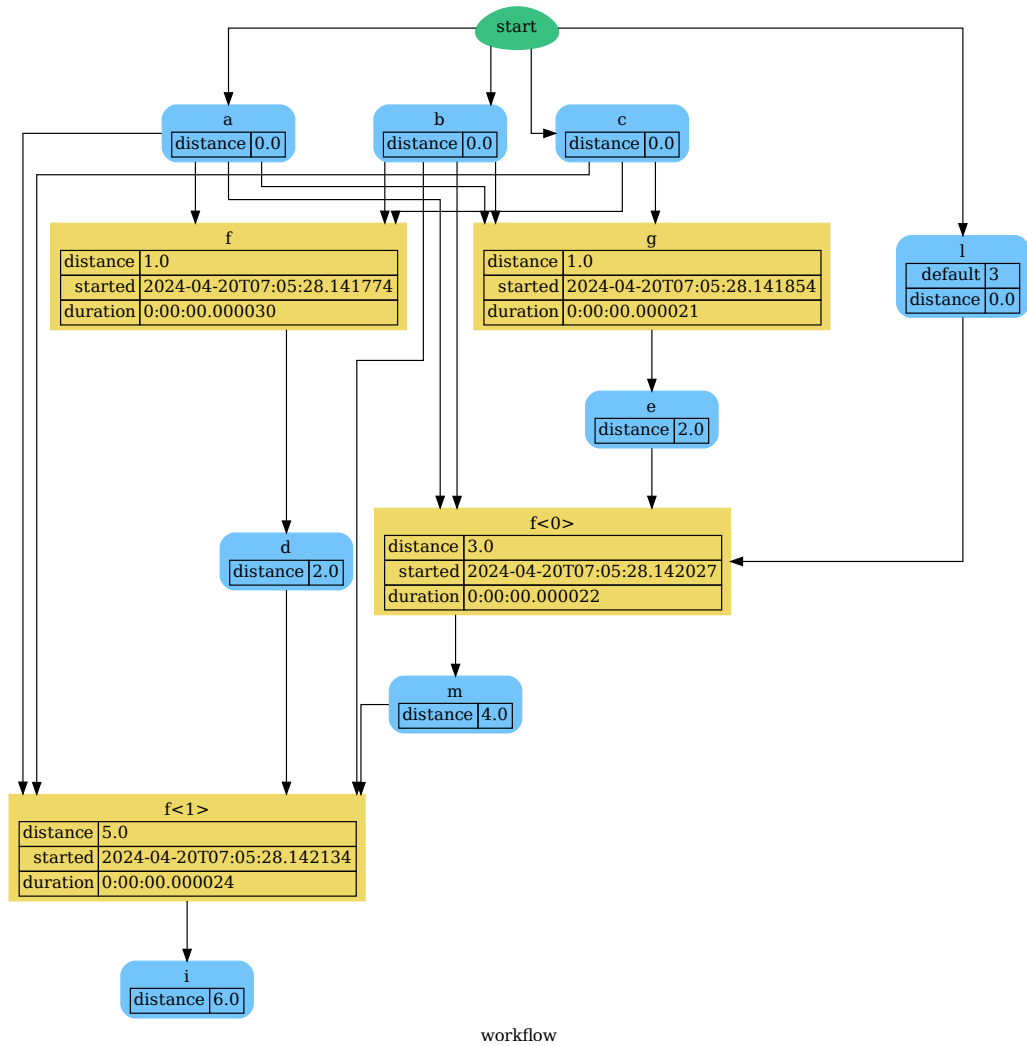 start
a
distance 0.0
b
distance 0.0
c
distance 0.0
f
distance 1.0
started 2024-04-20T07:05:28.141774
duration 0:00:00.000030
g
distance 1.0
started 2024-04-20T07:05:28.141854
duration 0:00:00.000021
l
default 3
distance 0.0
e
distance 2.0
f<0>
distance 3.0
started 2024-04-20T07:05:28.142027
duration 0:00:00.000022
d
distance 2.0
m
distance 4.0
f<1>
distance 5.0
started 2024-04-20T07:05:28.142134
duration 0:00:00.000024
i
distance 6.0
workflow